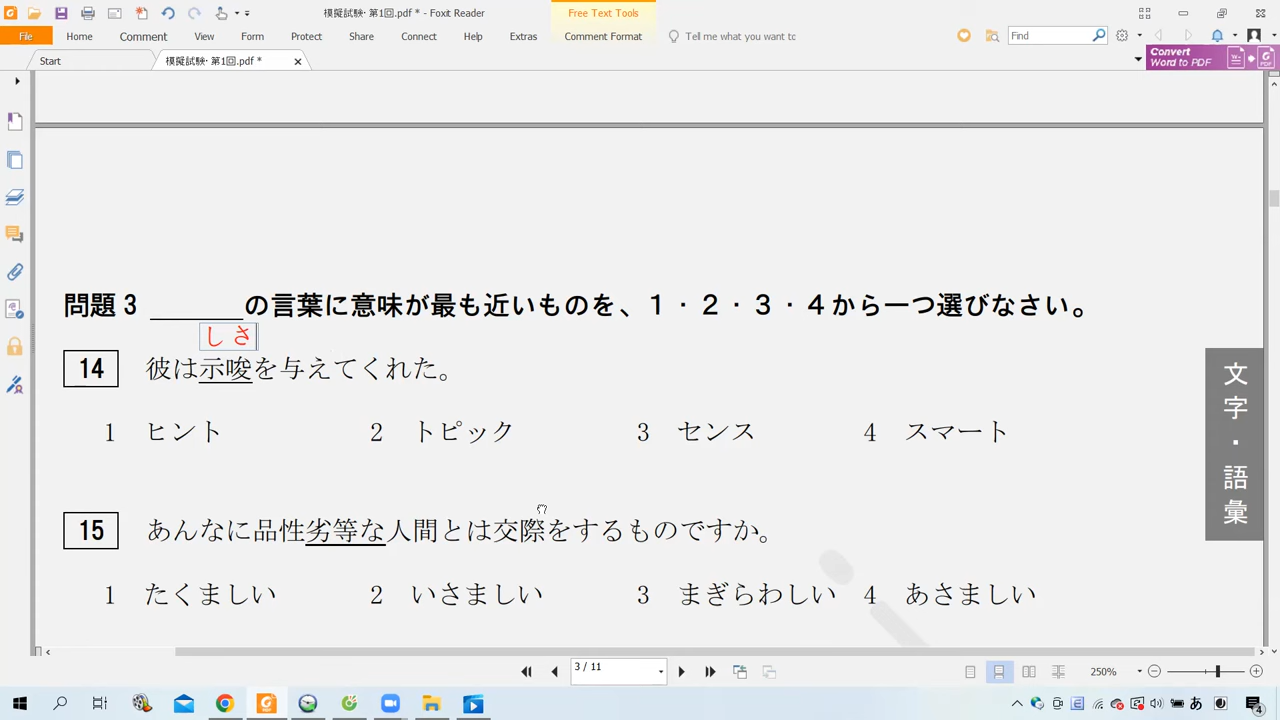 模擬試験· 第1回.pdf * - Foxit Reader
Free Text Tools
File Home Comment View Form Protect Share Connect Help Extras Comment Format Tell me what you want to Find
Start 模擬試験· 第1回.pdf *
Convert
Word to PDF
問題3 ______の言葉に意味が最も近いものを、1・2・3・4から一つ選びなさい。
しさ
14 彼は示唆を与えてくれた。
1 ヒント 2 トピック 3 センス 4 スマート
15 あんなに品性劣等な人間とは交際をするものですか。
1 たくましい 2 いさましい 3 まぎらわしい 4 あさましい
文字・語彙
3 / 11
250%
あ
4